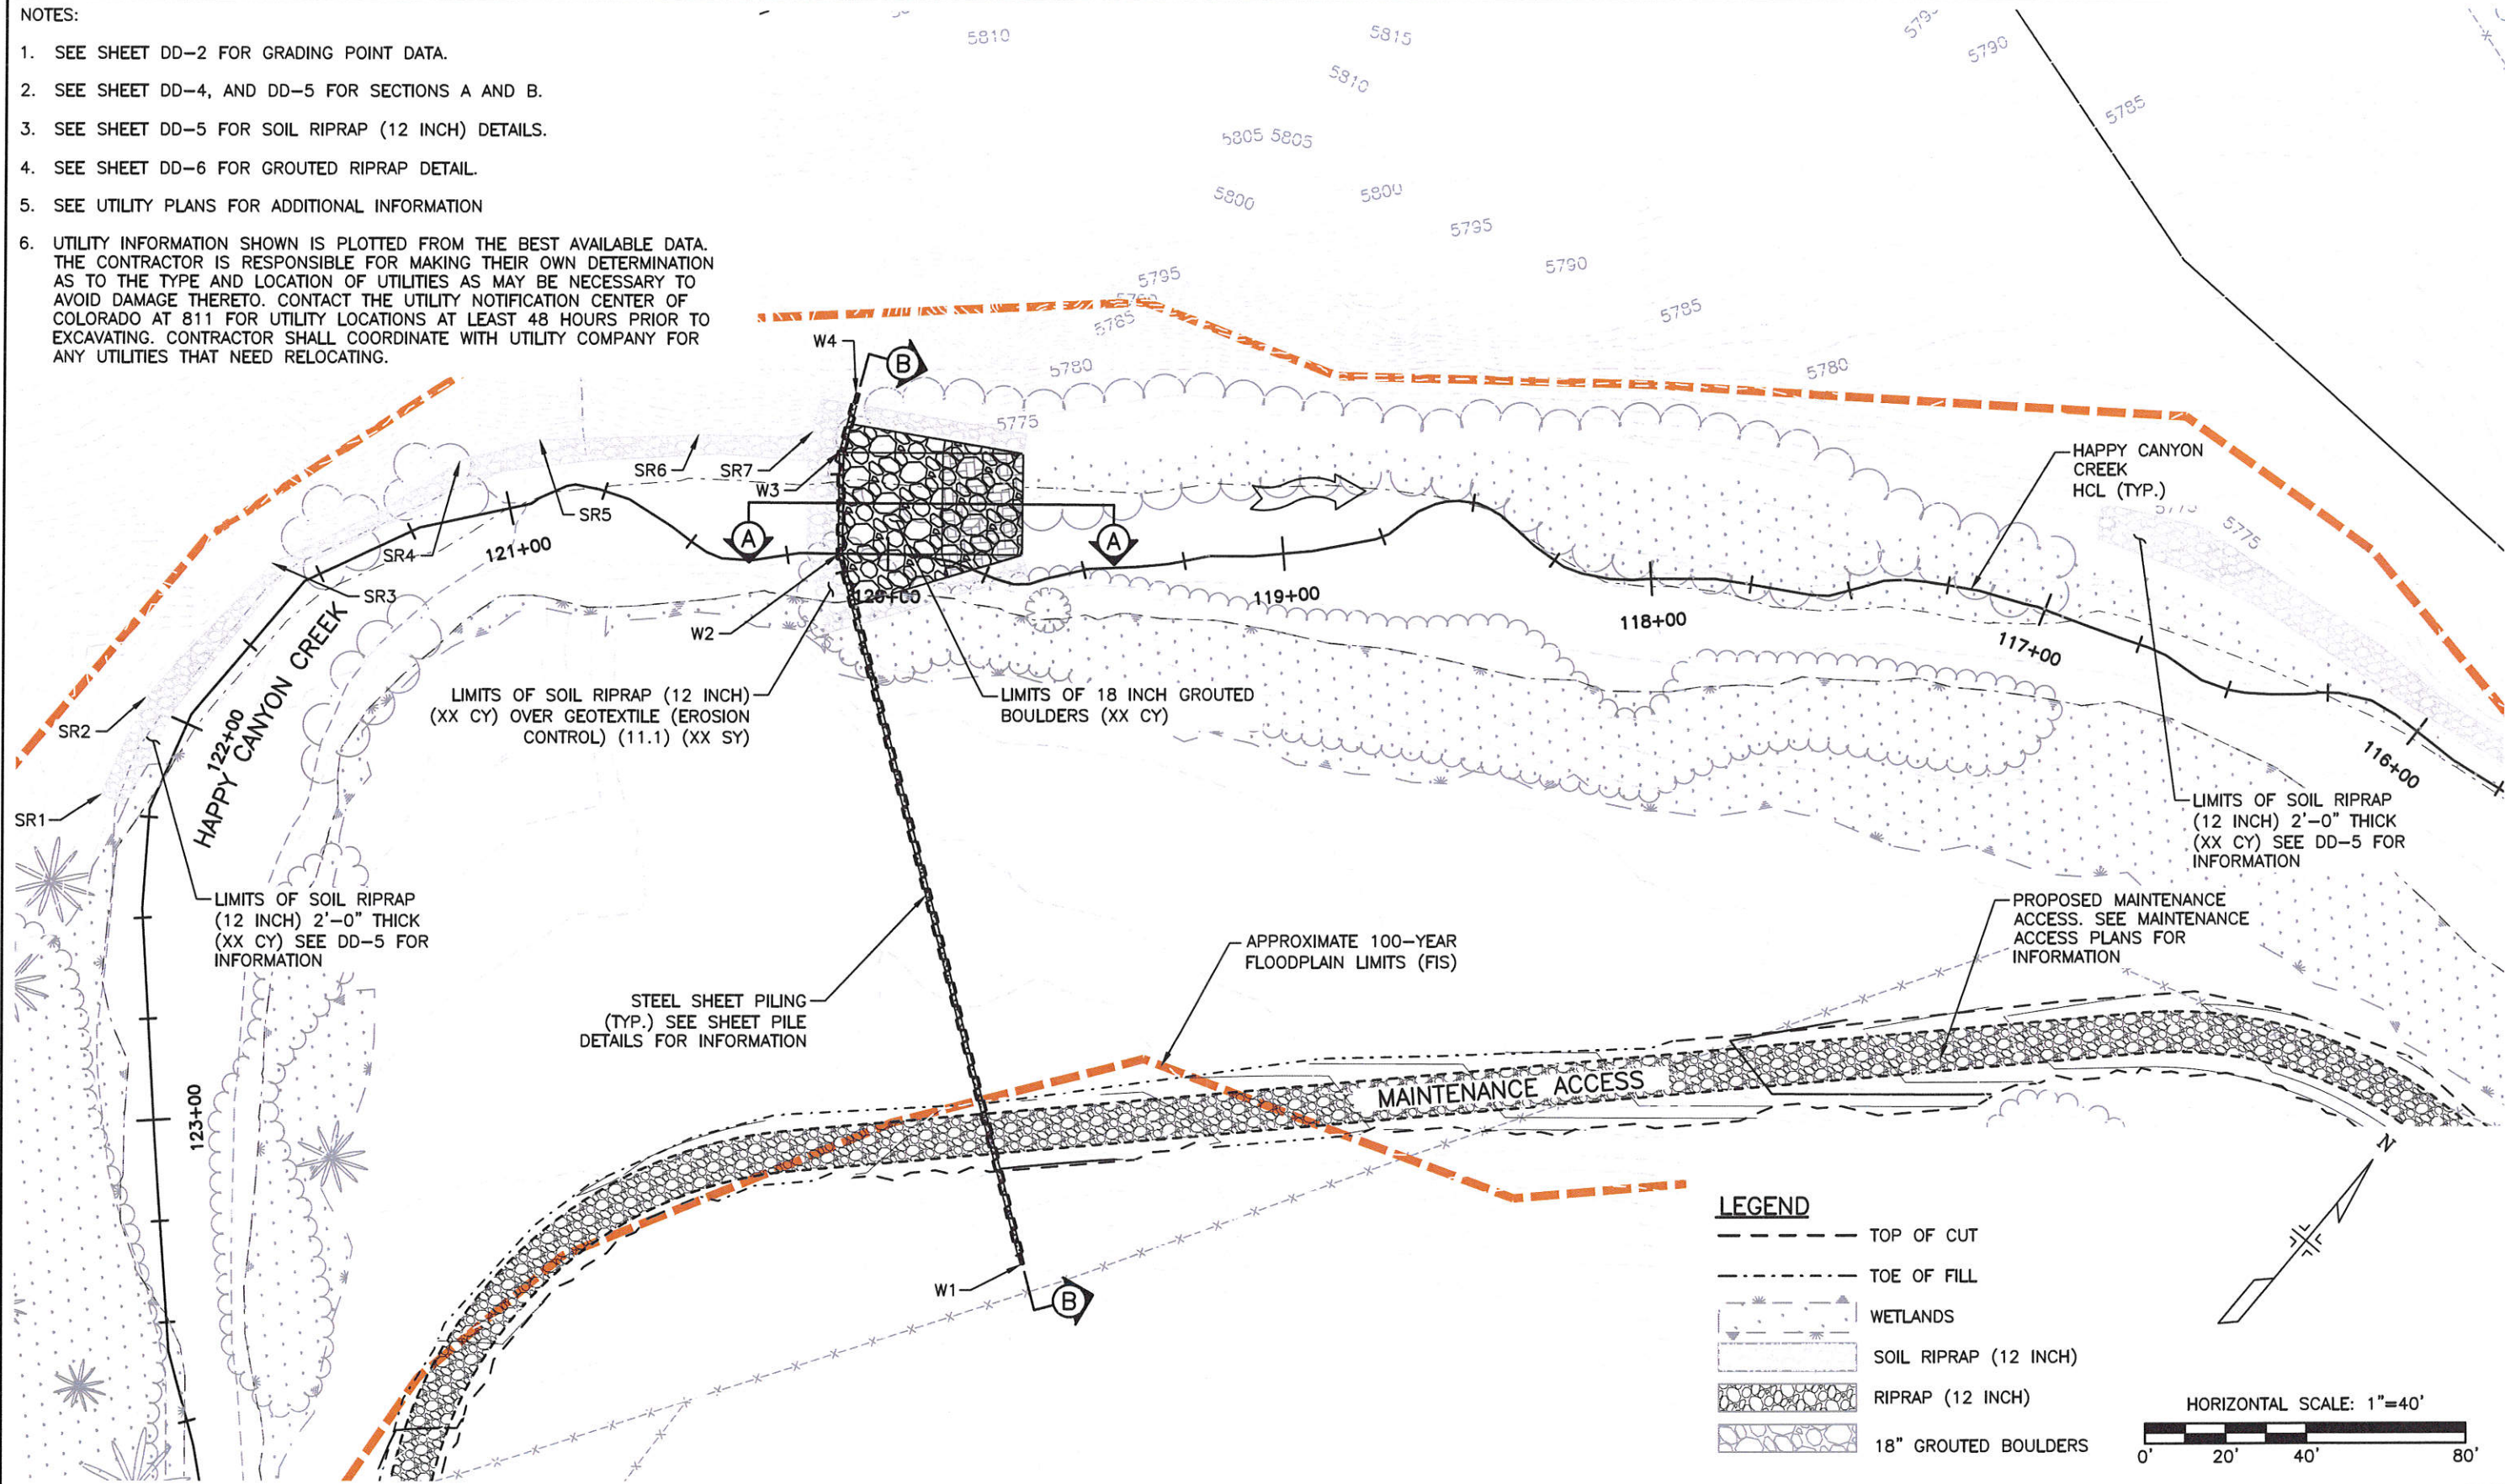 NOTES:
1. SEE SHEET DD-2 FOR GRADING POINT DATA.
2. SEE SHEET DD-4, AND DD-5 FOR SECTIONS A AND B.
3. SEE SHEET DD-5 FOR SOIL RIPRAP (12 INCH) DETAILS.
4. SEE SHEET DD-6 FOR GROUTED RIPRAP DETAIL.
5. SEE UTILITY PLANS FOR ADDITIONAL INFORMATION
6. UTILITY INFORMATION SHOWN IS PLOTTED FROM THE BEST AVAILABLE DATA.
THE CONTRACTOR IS RESPONSIBLE FOR MAKING THEIR OWN DETERMINATION
AS TO THE TYPE AND LOCATION OF UTILITIES AS MAY BE NECESSARY TO
AVOID DAMAGE THERETO. CONTACT THE UTILITY NOTIFICATION CENTER OF
COLORADO AT 811 FOR UTILITY LOCATIONS AT LEAST 48 HOURS PRIOR TO
EXCAVATING. CONTRACTOR SHALL COORDINATE WITH UTILITY COMPANY FOR
ANY UTILITIES THAT NEED RELOCATING.
5810
5815
5810
5790
5785
5805 5805
5800
5800
5795
5790
5795
5785
5785
5780
5780
5775
5775
W4
B
SR6
SR7
W3
SR5
SR4
121+00
A
A
SR3
W2
120+00
119+00
118+00
117+00
116+00
HAPPY CANYON
CREEK
HCL (TYP.)
SR2
SR1
122+00
HAPPY CANYON CREEK
123+00
LIMITS OF SOIL RIPRAP (12 INCH)
(XX CY) OVER GEOTEXTILE (EROSION
CONTROL) (11.1) (XX SY)
LIMITS OF 18 INCH GROUTED
BOULDERS (XX CY)
LIMITS OF SOIL RIPRAP
(12 INCH) 2'-0" THICK
(XX CY) SEE DD-5 FOR
INFORMATION
LIMITS OF SOIL RIPRAP
(12 INCH) 2'-0" THICK
(XX CY) SEE DD-5 FOR
INFORMATION
PROPOSED MAINTENANCE
ACCESS. SEE MAINTENANCE
ACCESS PLANS FOR
INFORMATION
APPROXIMATE 100-YEAR
FLOODPLAIN LIMITS (FIS)
STEEL SHEET PILING
(TYP.) SEE SHEET PILE
DETAILS FOR INFORMATION
MAINTENANCE ACCESS
W1
B
N
LEGEND
TOP OF CUT
TOE OF FILL
WETLANDS
SOIL RIPRAP (12 INCH)
RIPRAP (12 INCH)
18" GROUTED BOULDERS
HORIZONTAL SCALE: 1"=40'
0' 20' 40' 80'